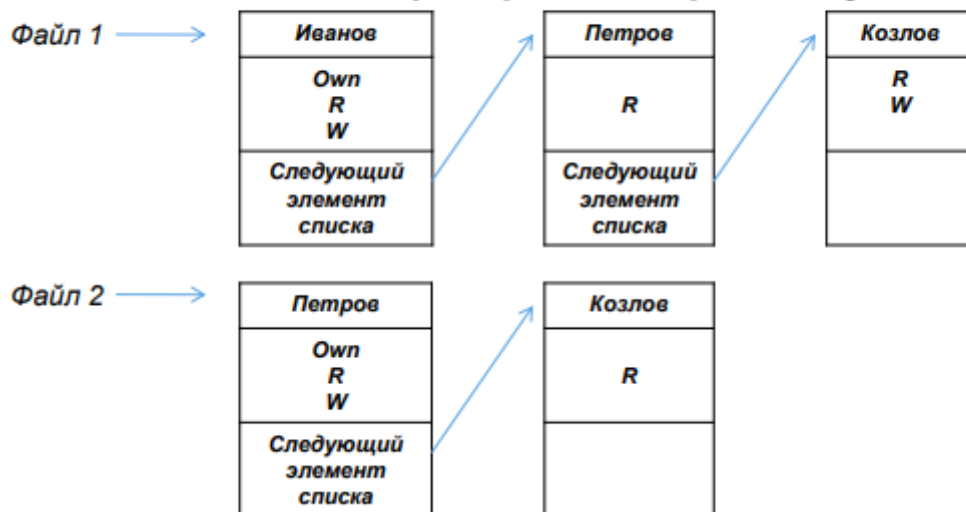 Файл 1
Иванов
Own
R
W
Следующий
элемент
списка
Петров
R
Следующий
элемент
списка
Козлов
R
W
Файл 2
Петров
Own
R
W
Следующий
элемент
списка
Козлов
R